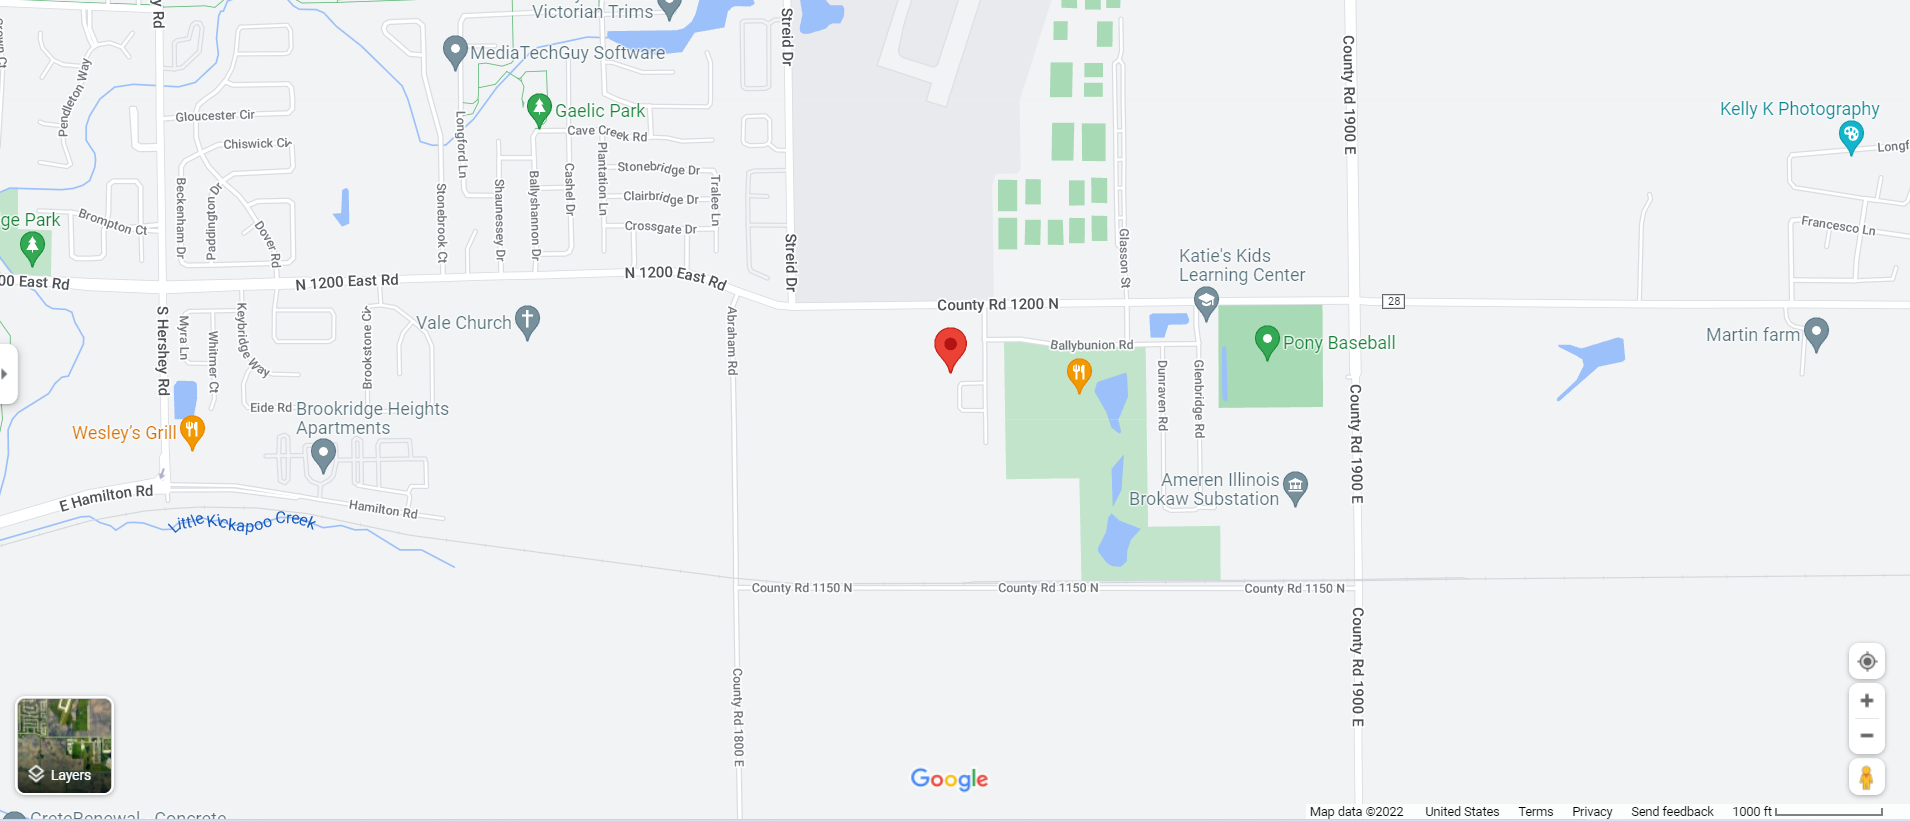 Victorian Trims
MediaTechGuy Software
Gaelic Park
Pendleton Way
Gloucester Cir
Chiswick Cir
Beckenham Dr
Paddington Dr
Dover Rd
Brompton Ct
ge Park
00 East Rd
Longford Ln
Stonebrook Ct
Shaunessey Dr
Ballyshannon Dr
Cashel Dr
Plantation Ln
Cave Creek Rd
Stonebridge Dr
Clairbridge Dr
Crossgate Dr
Tralee Ln
Streid Dr
Streid Dr
N 1200 East Rd
N 1200 East Rd
County Rd 1200 N
28
County Rd 1900 E
Glasson St
Katie's Kids
Learning Center
Kelly K Photography
Longf
Francesco Ln
Martin farm
Pony Baseball
Ballybunion Rd
Dunraven Rd
Glenbridge Rd
Ameren Illinois
Brokaw Substation
County Rd 1900 E
County Rd 1900 E
Vale Church
Abraham Rd
S Hershey Rd
Myra Ln
Whitmer Ct
Keybridge Way
Brookstone Cir
Eide Rd
Brookridge Heights
Apartments
Wesley's Grill
E Hamilton Rd
Hamilton Rd
Little Kickapoo Creek
County Rd 1150 N
County Rd 1150 N
County Rd 1150 N
County Rd 1800 E
Layers
CreteRenewal - Concrete
Google
Map data ©2022
United States
Terms
Privacy
Send feedback
1000 ft